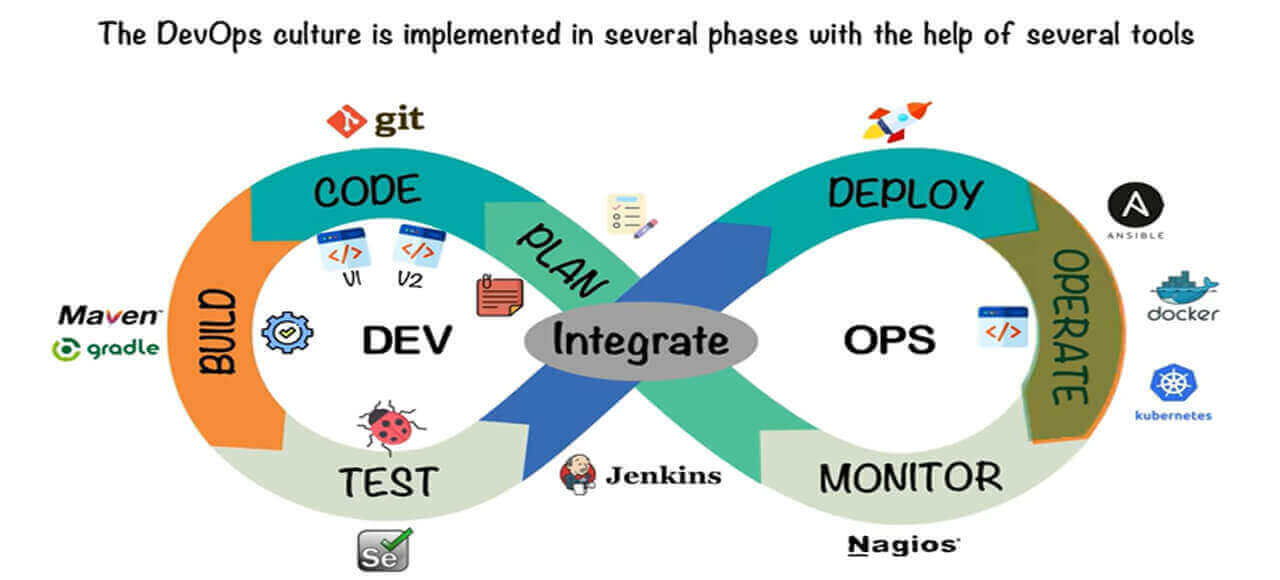 The DevOps culture is implemented in several phases with the help of several tools
git
CODE
DEPLOY
PLAN
ANSIBLE
</>
</>
V1
V2
BUILD
OPERATE
Maven™
gradle
DEV
Integrate
OPS
</>
docker
kubernetes
TEST
MONITOR
Jenkins
Se
Nagios®